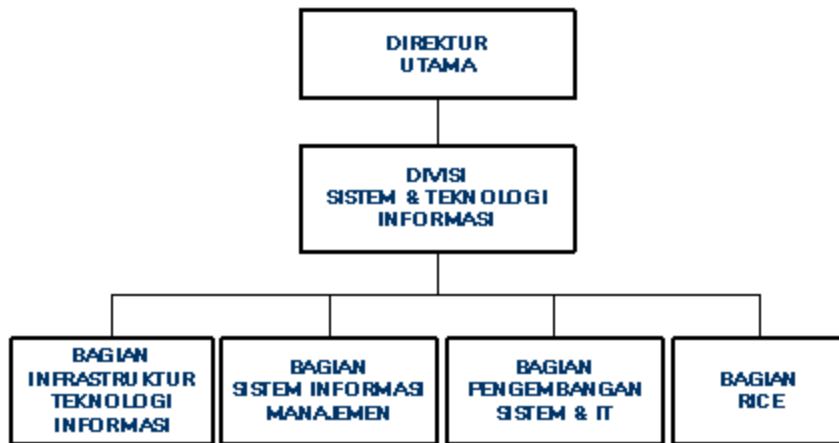 DIREKTUR
UTAMA
DIVISI
SISTEM & TEKNOLOGI
INFORMASI
BAGIAN
INFRASTRUKTUR
TEKNOLOGI
INFORMASI
BAGIAN
SISTEM INFORMASI
MANAJEMEN
BAGIAN
PENGEMBANGAN
SISTEM & IT
BAGIAN
RICE